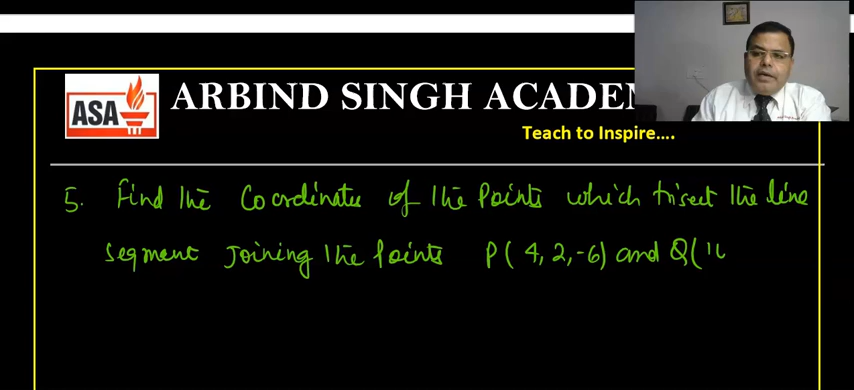 ASA
ARBIND SINGH ACADEM
Teach to Inspire....
5. Find the Coordinates of the Points which trisect the line
segment Joining the Points P(4,2,-6) and Q(1